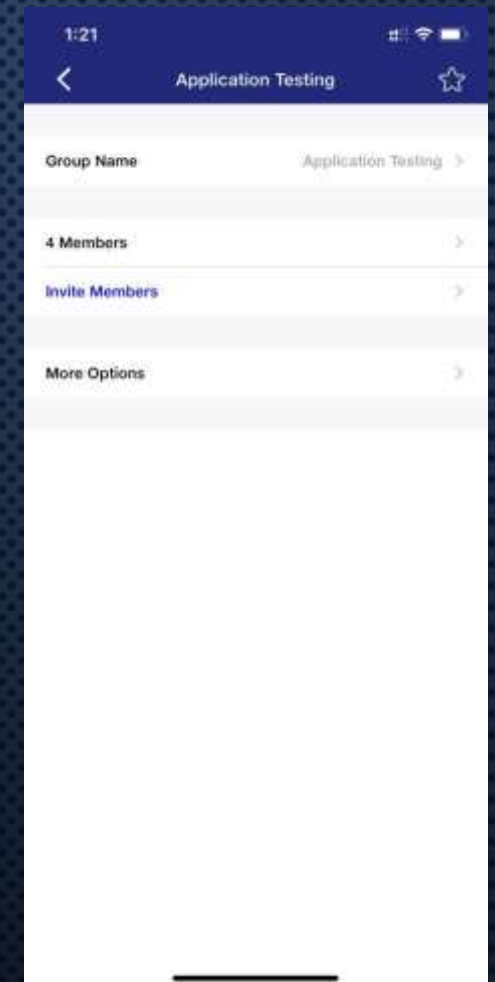 1:21
Application Testing
Group Name Application Testing
4 Members
Invite Members
More Options